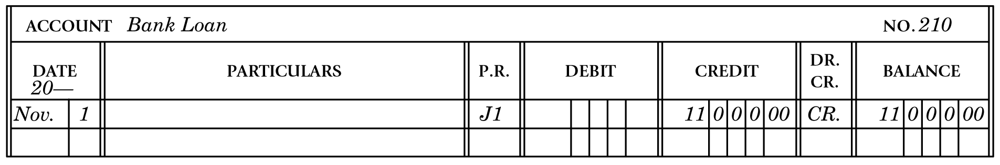 ACCOUNT Bank Loan NO. 210
DATE PARTICULARS P.R. DEBIT CREDIT DR. CR. BALANCE
20—
Nov. 1 J1 11 0 0 0 00 CR. 11 0 0 0 00